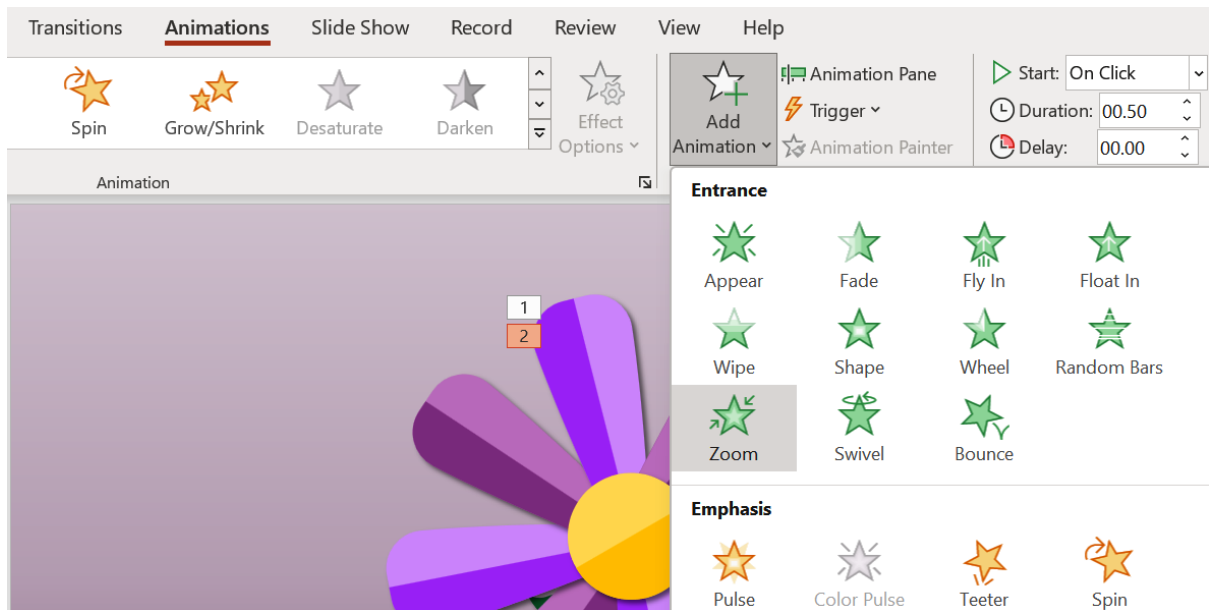 Transitions Animations Slide Show Record Review View Help
Spin Grow/Shrink Desaturate Darken
Effect Options
Animation
Add Animation
Animation Pane
Trigger
Animation Painter
Start: On Click
Duration: 00.50
Delay: 00.00
Entrance
Appear Fade Fly In Float In
Wipe Shape Wheel Random Bars
Zoom Swivel Bounce
Emphasis
Pulse Color Pulse Teeter Spin
1
2